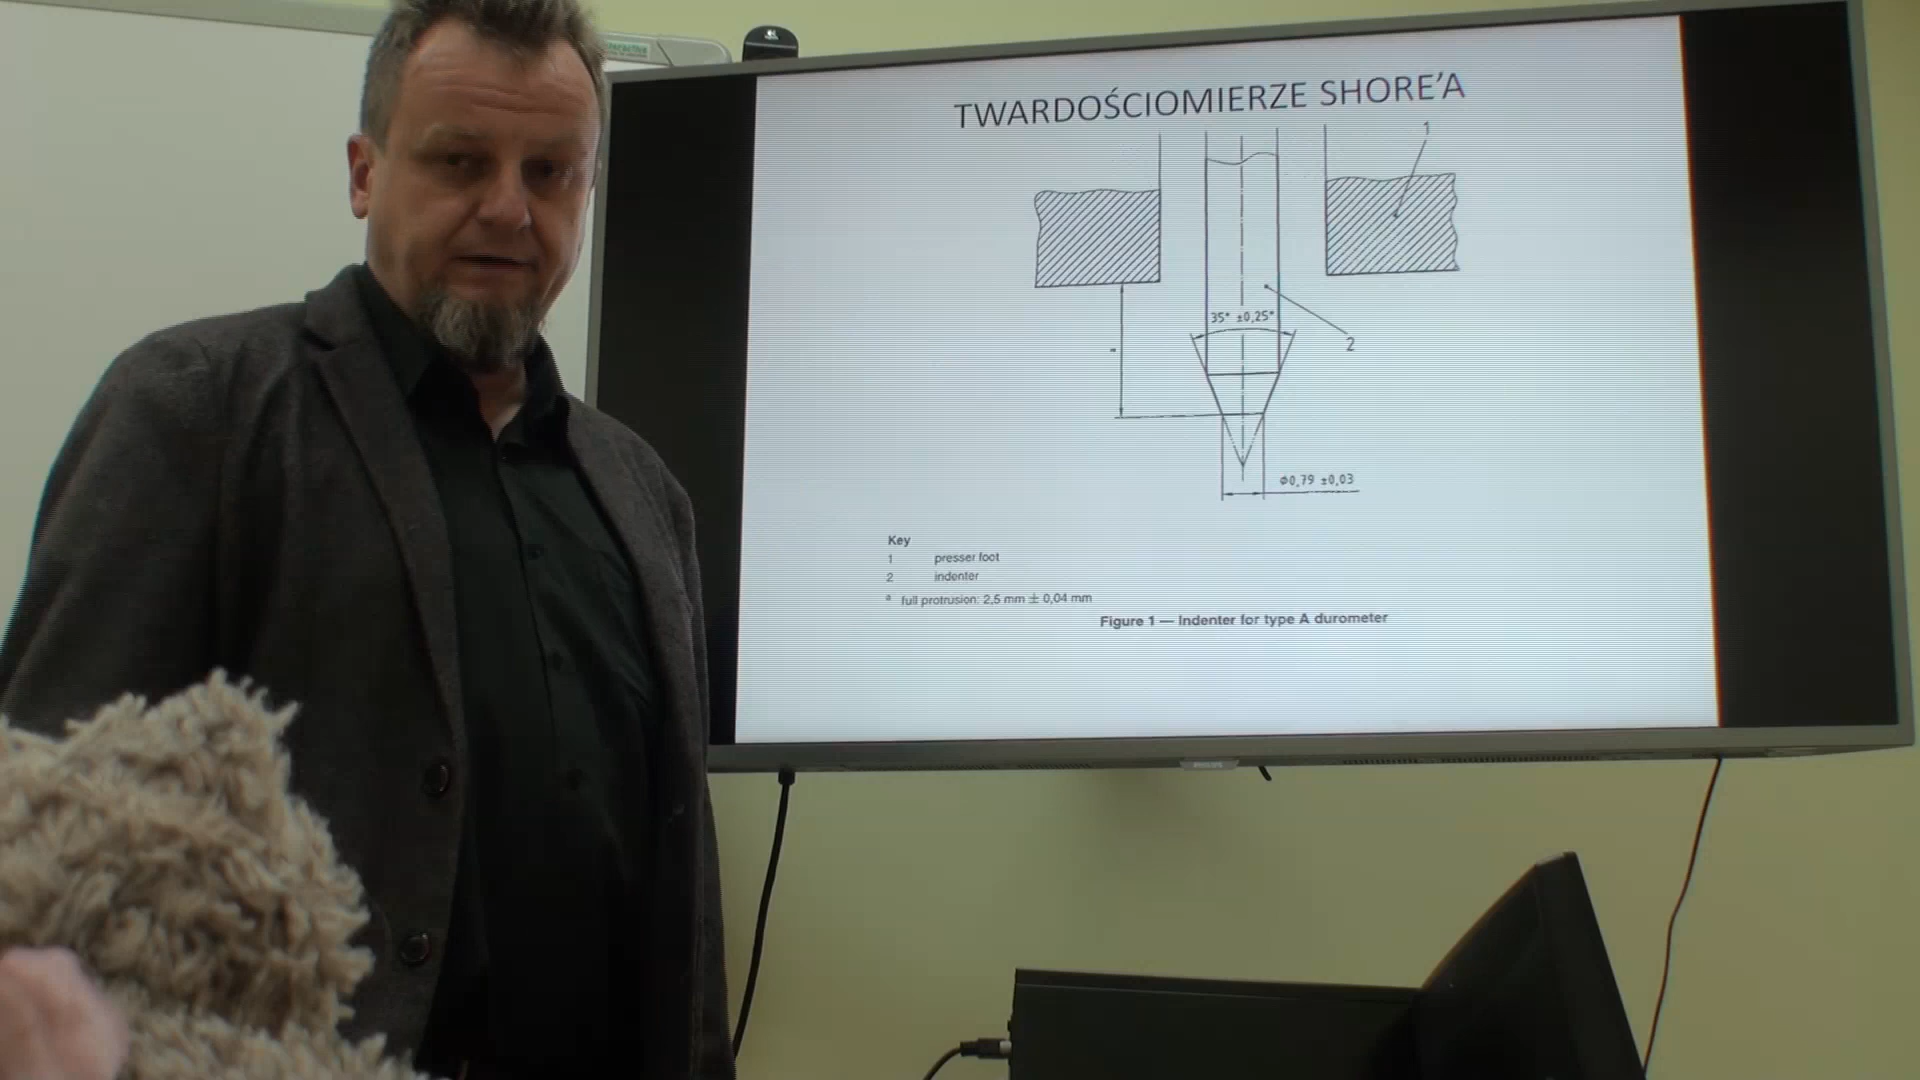 TWARDOŚCIOMIERZE SHORE'A
1
35° ±0,25°
2
Φ0,79 ±0,03
Key
1 presser foot
2 indenter
a full protrusion: 2,5 mm ± 0,04 mm
Figure 1 — Indenter for type A durometer
PHILIPS